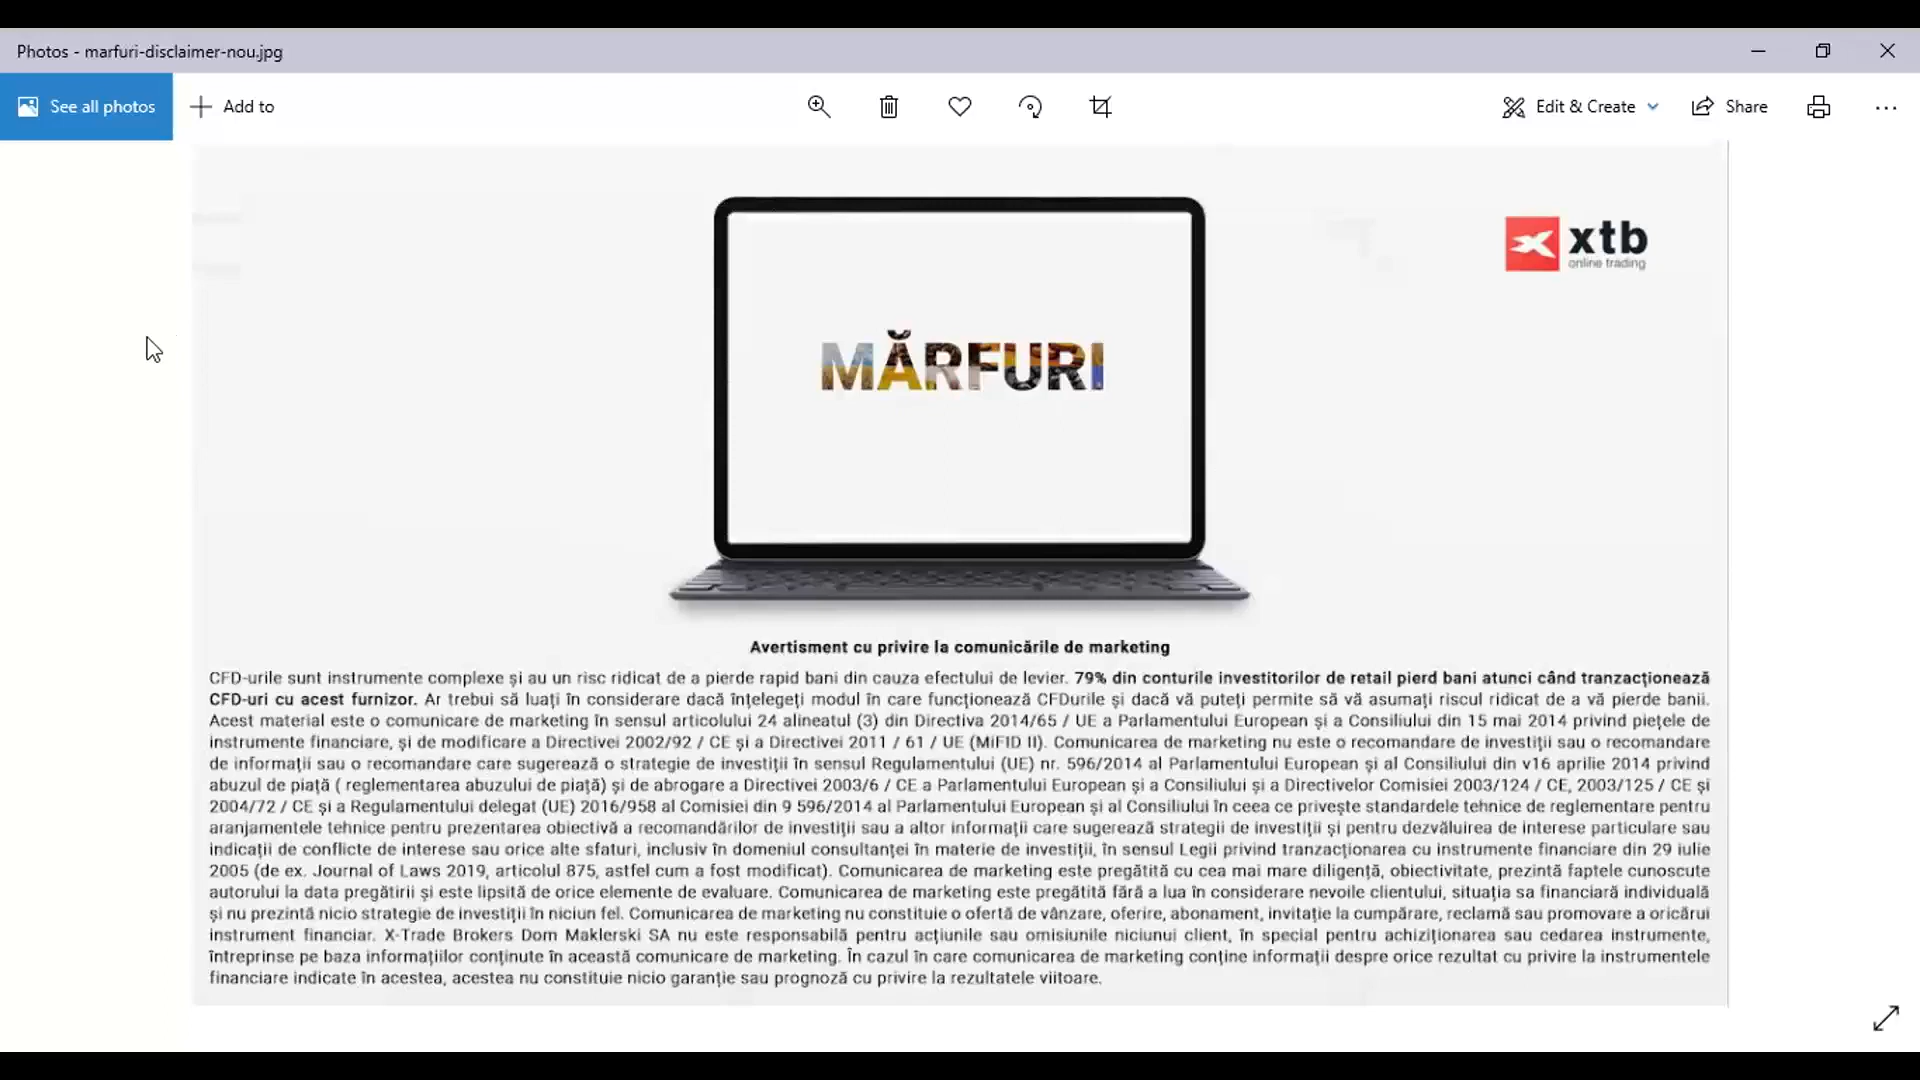 Photos - marfuri-disclaimer-nou.jpg
See all photos
Add to
Edit & Create
Share
xtb
online trading
MĂRFURI
Avertisment cu privire la comunicările de marketing
CFD-urile sunt instrumente complexe și au un risc ridicat de a pierde rapid bani din cauza efectului de levier. 79% din conturile investitorilor de retail pierd bani atunci când tranzacționează
CFD-uri cu acest furnizor. Ar trebui să luați în considerare dacă înțelegeți modul în care funcționează CFDurile și dacă vă puteți permite să vă asumați riscul ridicat de a vă pierde banii.
Acest material este o comunicare de marketing în sensul articolului 24 alineatul (3) din Directiva 2014/65 / UE a Parlamentului European și a Consiliului din 15 mai 2014 privind piețele de
instrumente financiare, și de modificare a Directivei 2002/92 / CE și a Directivei 2011 / 61 / UE (MiFID II). Comunicarea de marketing nu este o recomandare de investiții sau o recomandare
de informații sau o recomandare care sugerează o strategie de investiții în sensul Regulamentului (UE) nr. 596/2014 al Parlamentului European și al Consiliului din v16 aprilie 2014 privind
abuzul de piață ( reglementarea abuzului de piață) și de abrogare a Directivei 2003/6 / CE a Parlamentului European și a Consiliului și a Directivelor Comisiei 2003/124 / CE, 2003/125 / CE și
2004/72 / CE și a Regulamentului delegat (UE) 2016/958 al Comisiei din 9 596/2014 al Parlamentului European și al Consiliului în ceea ce privește standardele tehnice de reglementare pentru
aranjamentele tehnice pentru prezentarea obiectivă a recomandărilor de investiții sau a altor informații care sugerează strategii de investiții și pentru dezvăluirea de interese particulare sau
indicații de conflicte de interese sau orice alte sfaturi, inclusiv în domeniul consultanței în materie de investiții, în sensul Legii privind tranzacționarea cu instrumente financiare din 29 iulie
2005 (de ex. Journal of Laws 2019, articolul 875, astfel cum a fost modificat). Comunicarea de marketing este pregătită cu cea mai mare diligență, obiectivitate, prezintă faptele cunoscute
autorului la data pregătirii și este lipsită de orice elemente de evaluare. Comunicarea de marketing este pregătită fără a lua în considerare nevoile clientului, situația sa financiară individuală
și nu prezintă nicio strategie de investiții în niciun fel. Comunicarea de marketing nu constituie o ofertă de vânzare, oferire, abonament, invitație la cumpărare, reclamă sau promovare a oricărui
instrument financiar. X-Trade Brokers Dom Maklerski SA nu este responsabilă pentru acțiunile sau omisiunile niciunui client, în special pentru achiziționarea sau cedarea instrumente,
întreprinse pe baza informațiilor conținute în această comunicare de marketing. În cazul în care comunicarea de marketing conține informații despre orice rezultat cu privire la instrumentele
financiare indicate în acestea, acestea nu constituie nicio garanție sau prognoză cu privire la rezultatele viitoare.